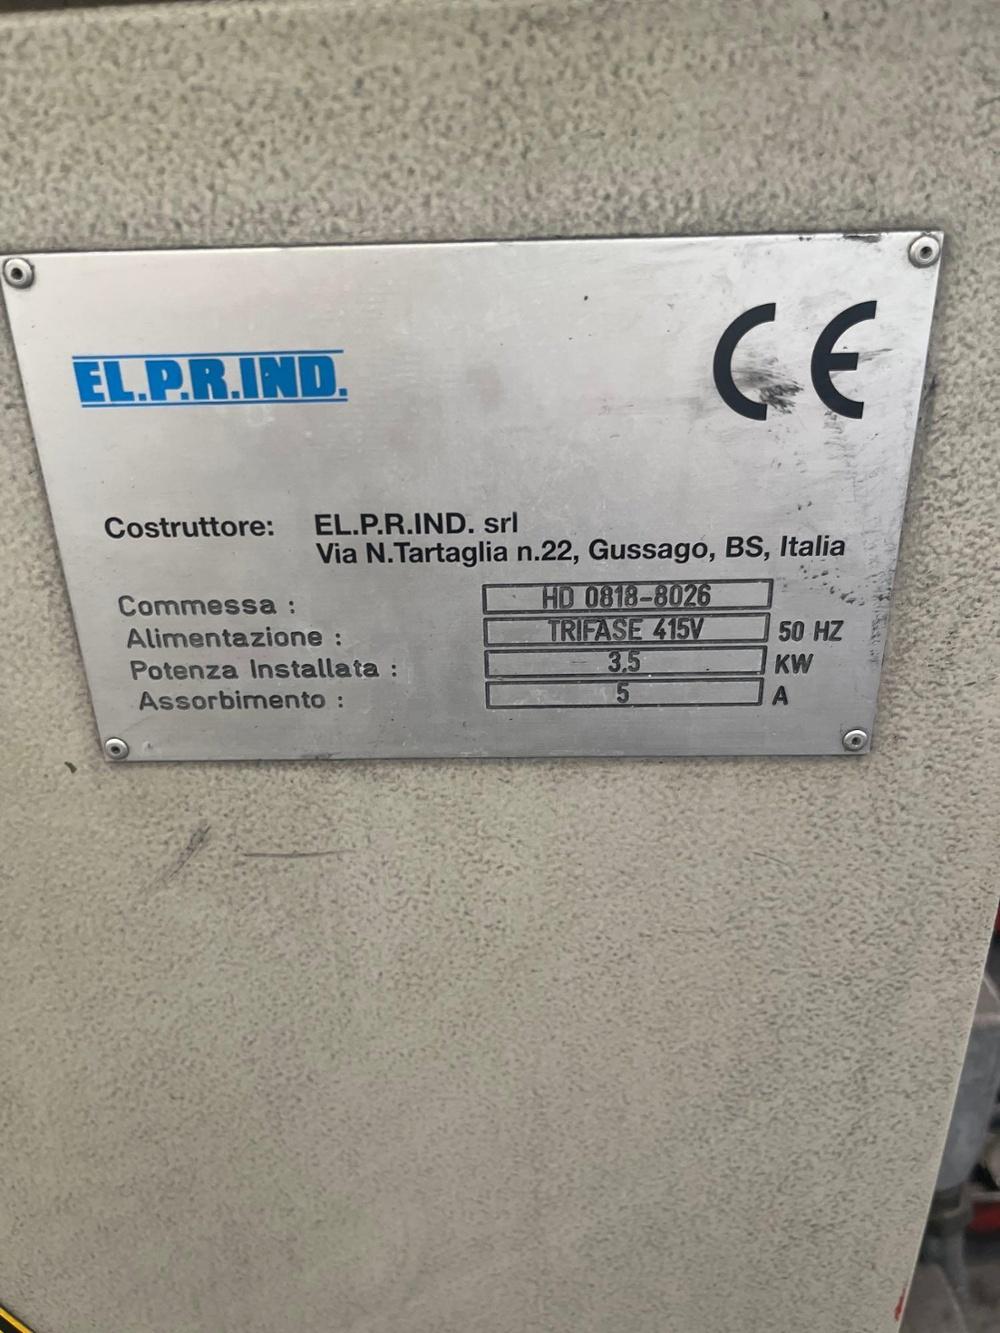 EL.P.R.IND.
CE
Costruttore: EL.P.R.IND. srl
Via N.Tartaglia n.22, Gussago, BS, Italia
Commessa : HD 0818-8026
Alimentazione : TRIFASE 415V 50 HZ
Potenza Installata : 3.5 KW
Assorbimento : 5 A